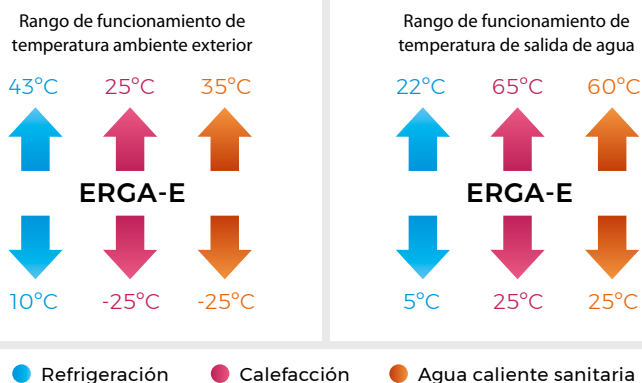 Rango de funcionamiento de
temperatura ambiente exterior
43°C 25°C 35°C
ERGA-E
10°C -25°C -25°C
Rango de funcionamiento de
temperatura de salida de agua
22°C 65°C 60°C
ERGA-E
5°C 25°C 25°C
Refrigeración Calefacción Agua caliente sanitaria